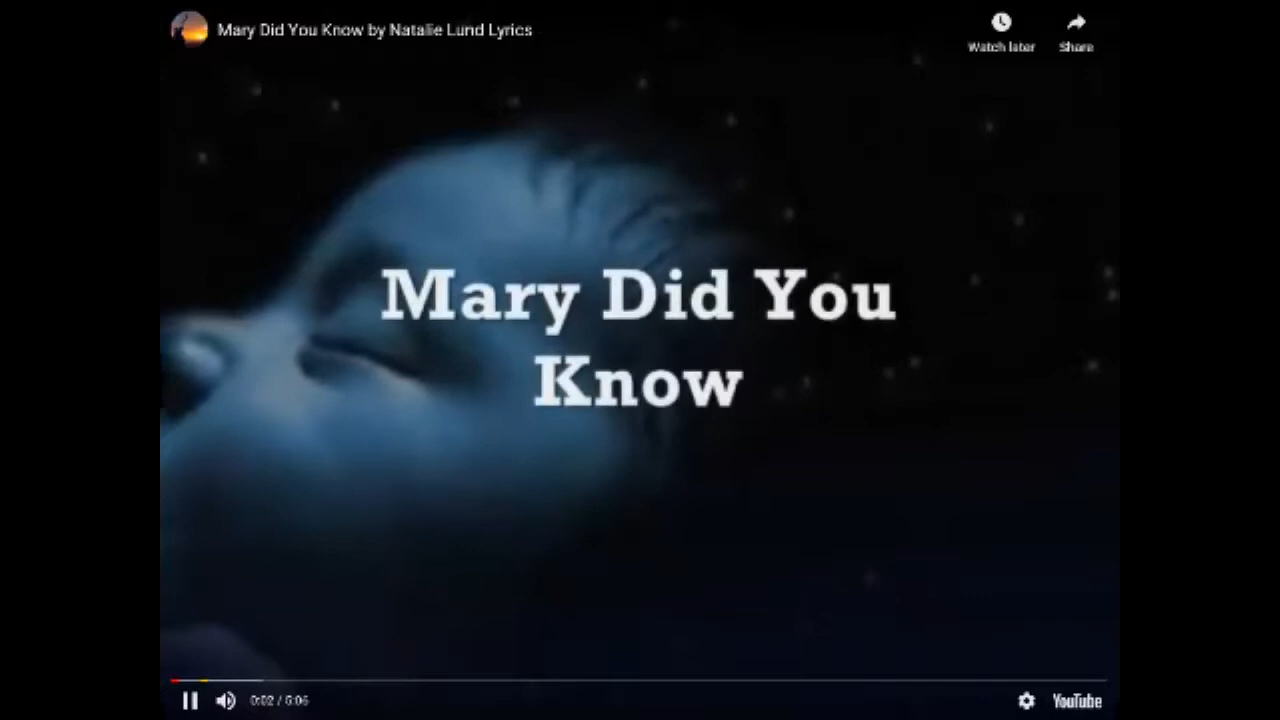 Mary Did You Know by Natalie Lund Lyrics
Watch later
Share
Mary Did You
Know
0:02 / 5:06
YouTube